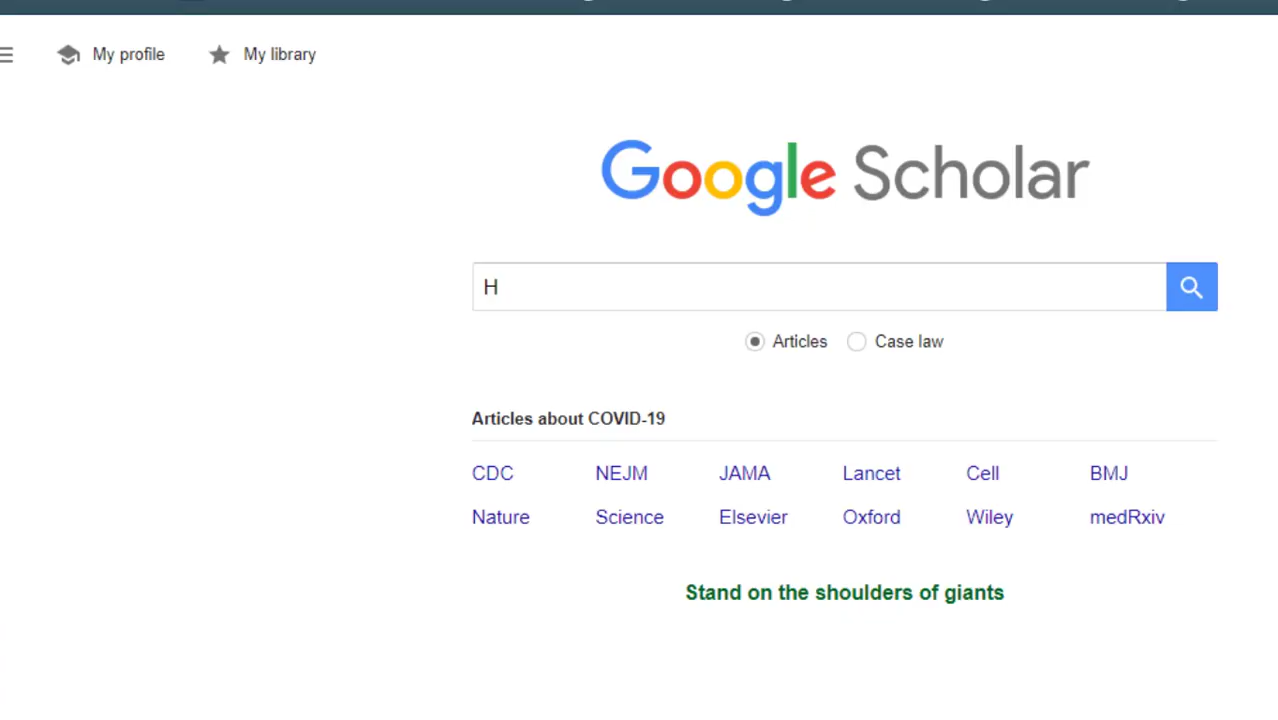 My profile My library
Google Scholar
H
Articles Case law
Articles about COVID-19
CDC NEJM JAMA Lancet Cell BMJ
Nature Science Elsevier Oxford Wiley medRxiv
Stand on the shoulders of giants